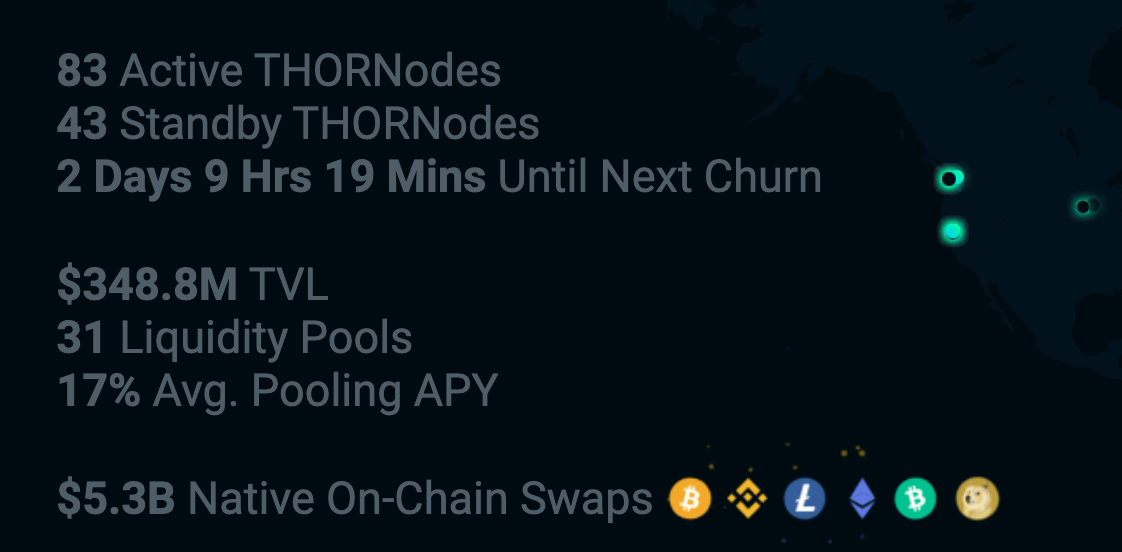 83 Active THORNodes
43 Standby THORNodes
2 Days 9 Hrs 19 Mins Until Next Churn
$348.8M TVL
31 Liquidity Pools
17% Avg. Pooling APY
$5.3B Native On-Chain Swaps